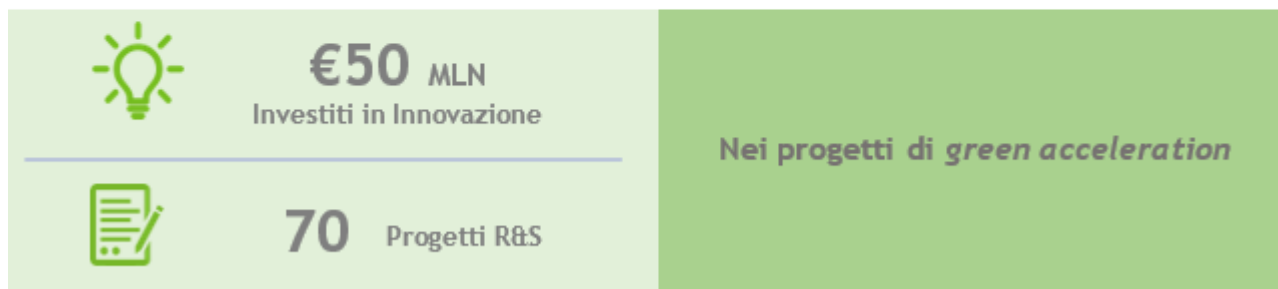 €50 MLN
Investiti in Innovazione
70 Progetti R&S
Nei progetti di green acceleration